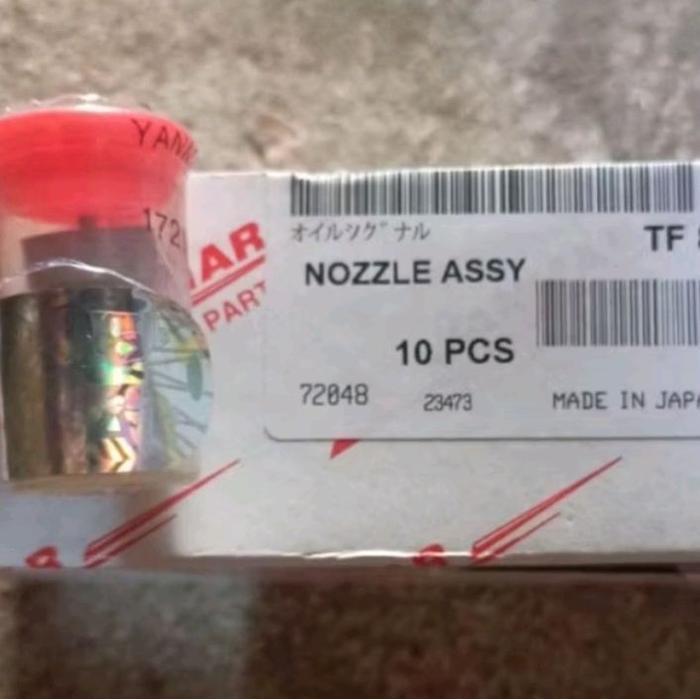 YANM
172
AR
PART
オイルシグナル
TF
NOZZLE ASSY
10 PCS
72048
23473
MADE IN JAPA